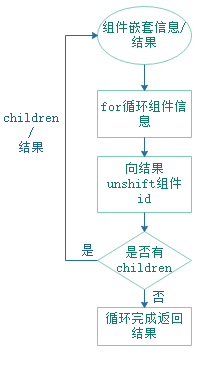 组件嵌套信息/
结果
for循环组件信
息
children
/
结果
向结果
unshift组件
id
是
是否有
children
否
循环完成返回
结果